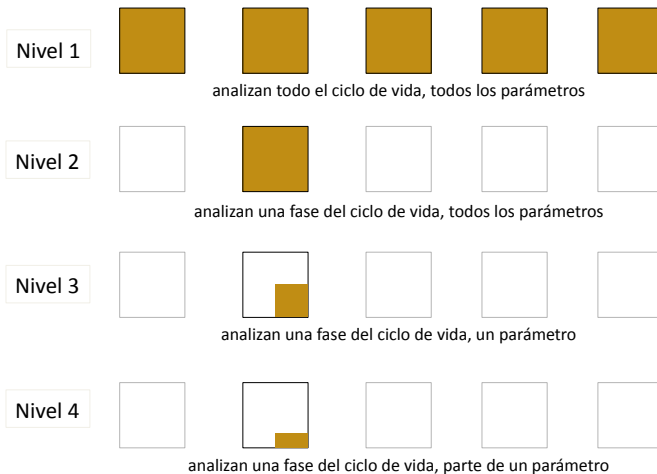 Nivel 1
analizan todo el ciclo de vida, todos los parámetros
Nivel 2
analizan una fase del ciclo de vida, todos los parámetros
Nivel 3
analizan una fase del ciclo de vida, un parámetro
Nivel 4
analizan una fase del ciclo de vida, parte de un parámetro